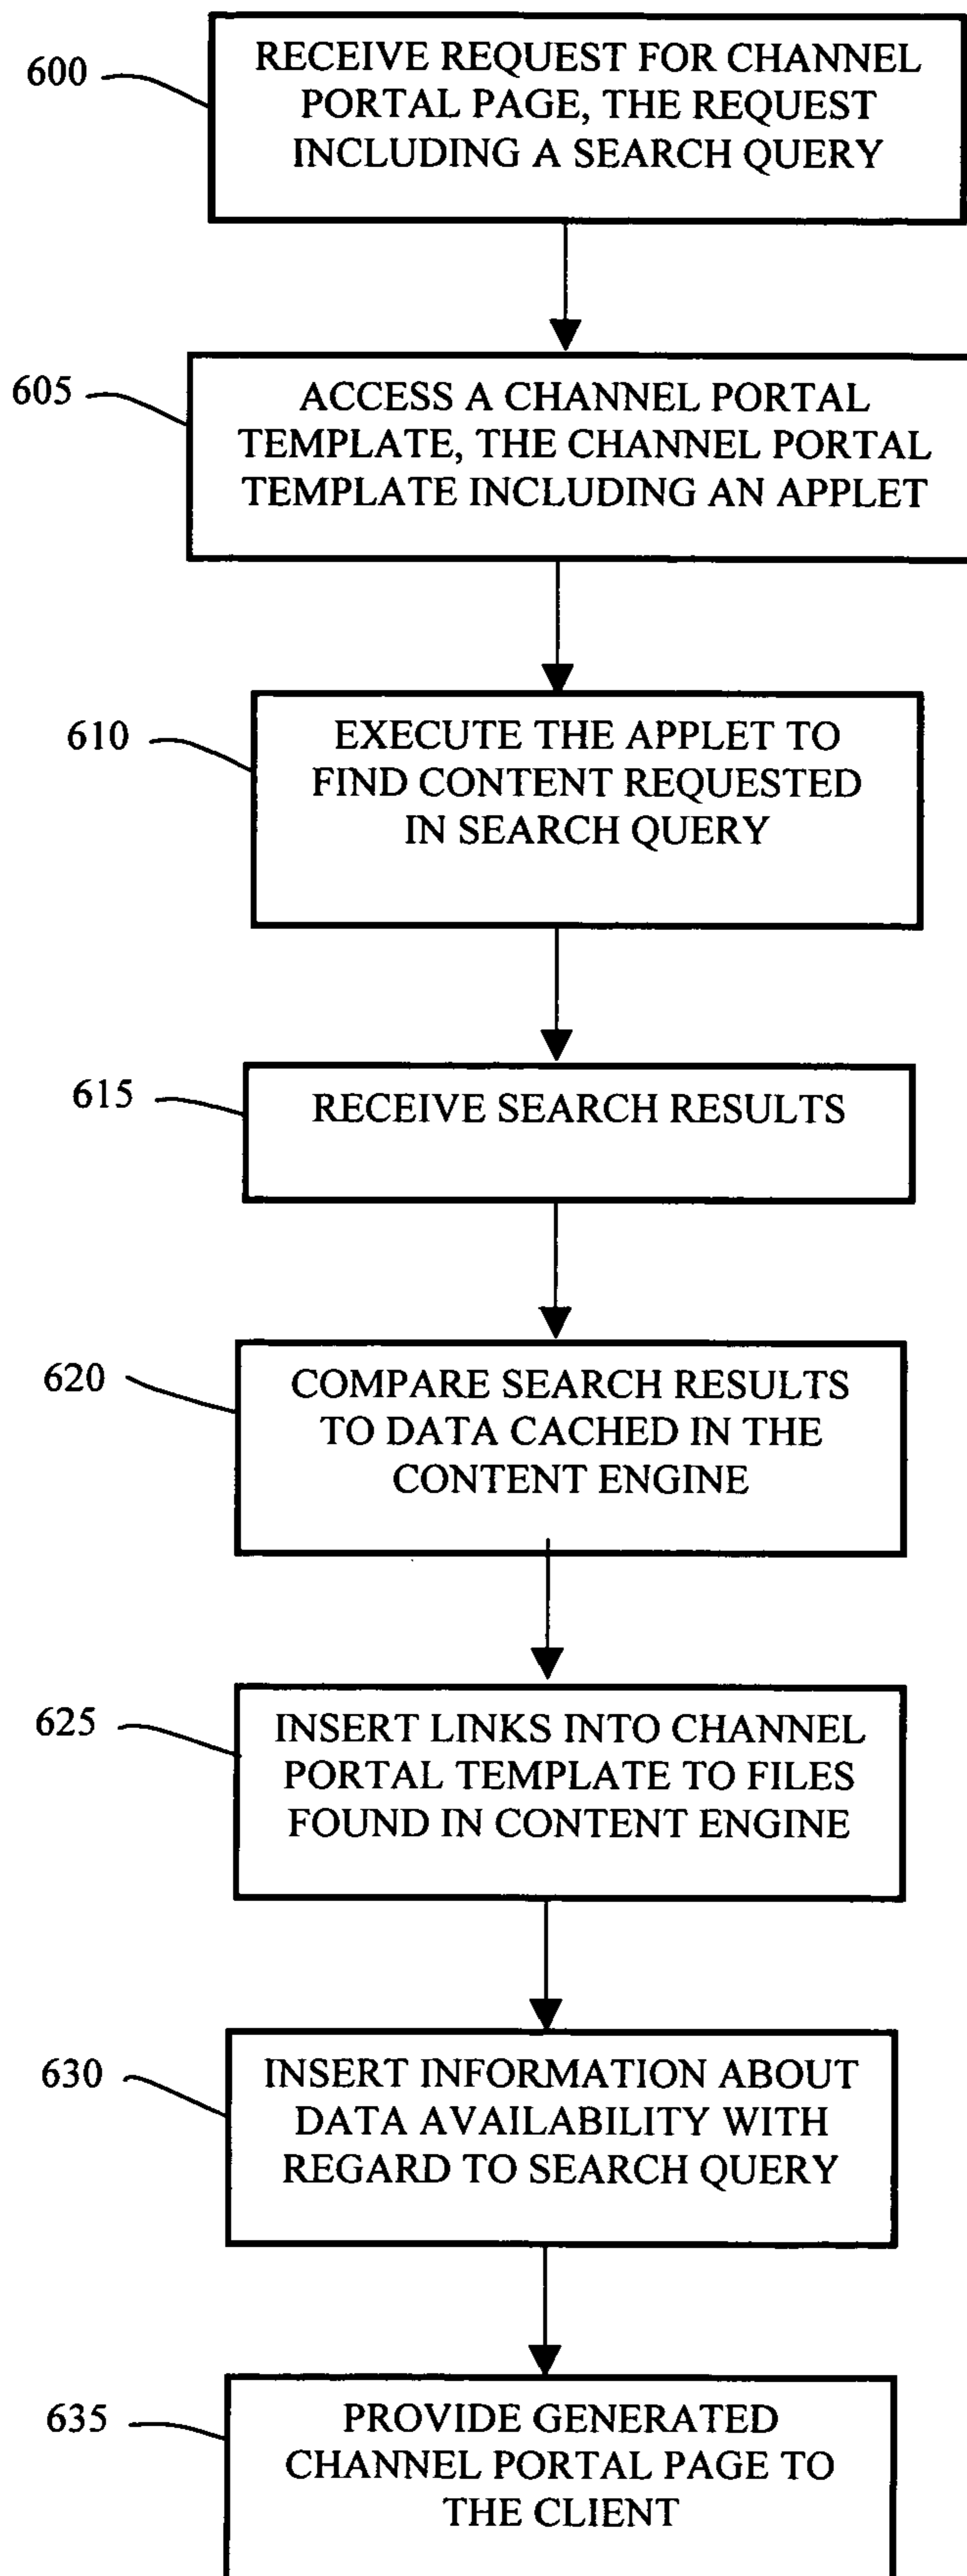 600
RECEIVE REQUEST FOR CHANNEL
PORTAL PAGE, THE REQUEST
INCLUDING A SEARCH QUERY
605
ACCESS A CHANNEL PORTAL
TEMPLATE, THE CHANNEL PORTAL
TEMPLATE INCLUDING AN APPLET
610
EXECUTE THE APPLET TO
FIND CONTENT REQUESTED
IN SEARCH QUERY
615
RECEIVE SEARCH RESULTS
620
COMPARE SEARCH RESULTS
TO DATA CACHED IN THE
CONTENT ENGINE
625
INSERT LINKS INTO CHANNEL
PORTAL TEMPLATE TO FILES
FOUND IN CONTENT ENGINE
630
INSERT INFORMATION ABOUT
DATA AVAILABILITY WITH
REGARD TO SEARCH QUERY
635
PROVIDE GENERATED
CHANNEL PORTAL PAGE TO
THE CLIENT